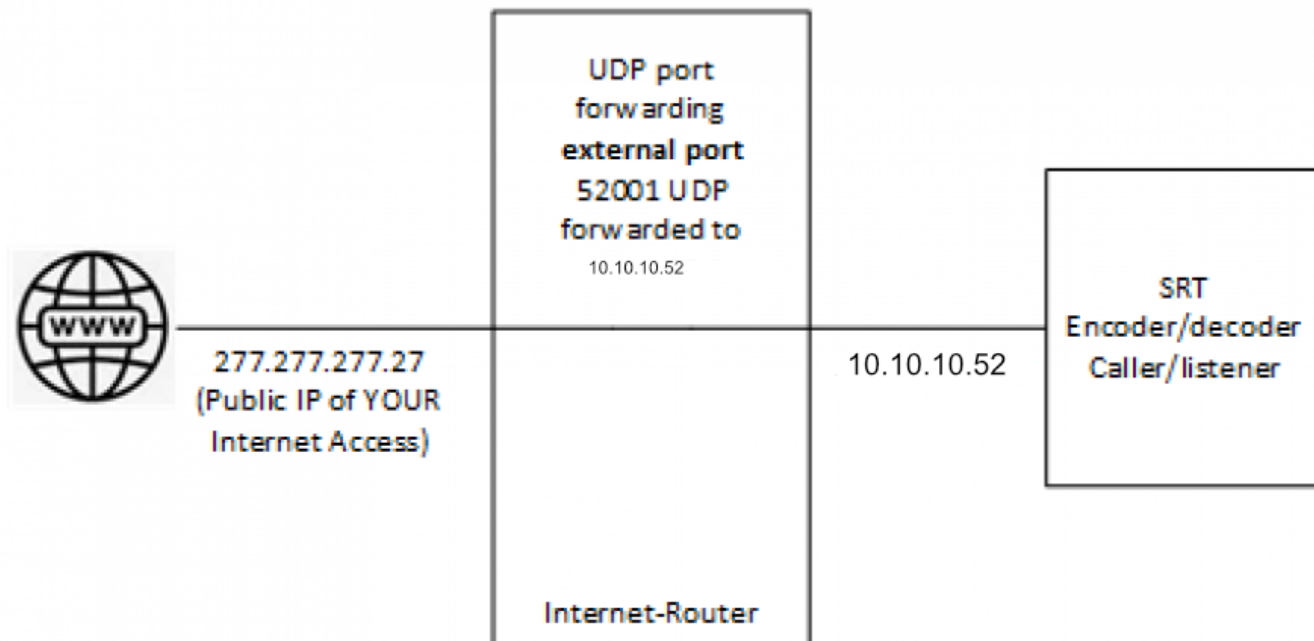 UDP port
forwarding
external port
52001 UDP
forwarded to
10.10.10.52
WWW
277.277.277.27
(Public IP of YOUR
Internet Access)
10.10.10.52
SRT
Encoder/decoder
Caller/listener
Internet-Router